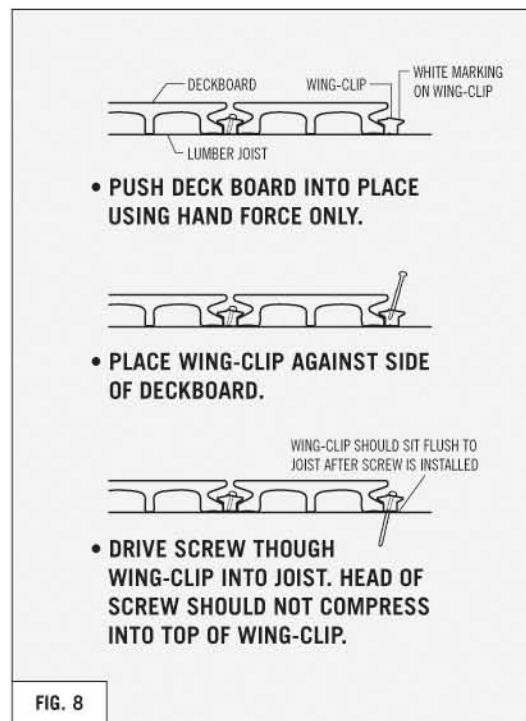 DECKBOARD
WING-CLIP
WHITE MARKING
ON WING-CLIP
LUMBER JOIST
• PUSH DECK BOARD INTO PLACE
USING HAND FORCE ONLY.
• PLACE WING-CLIP AGAINST SIDE
OF DECKBOARD.
WING-CLIP SHOULD SIT FLUSH TO
JOIST AFTER SCREW IS INSTALLED
• DRIVE SCREW THOUGH
WING-CLIP INTO JOIST. HEAD OF
SCREW SHOULD NOT COMPRESS
INTO TOP OF WING-CLIP.
FIG. 8